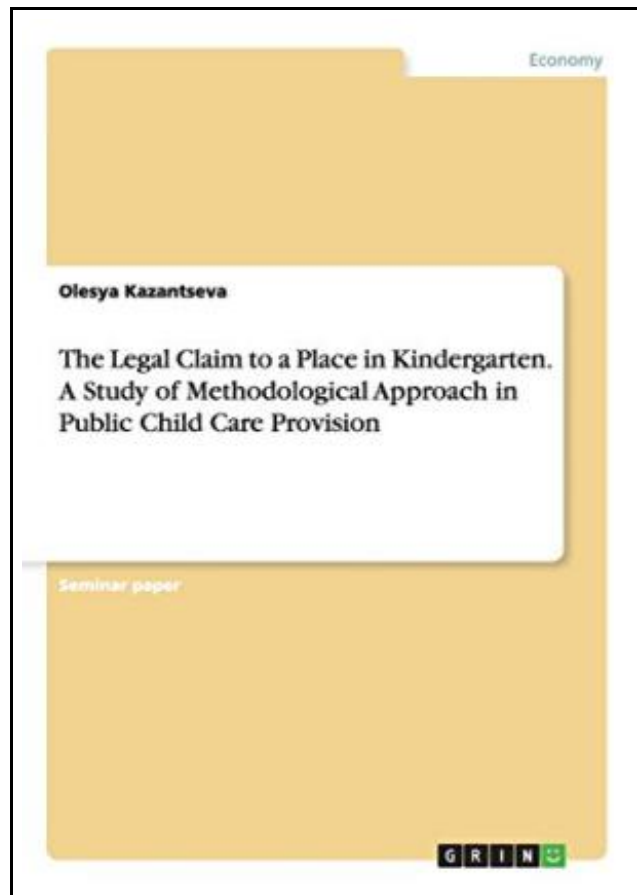 Economy
Olesya Kazantseva
The Legal Claim to a Place in Kindergarten.
A Study of Methodological Approach in
Public Child Care Provision
Seminar paper
GRIN